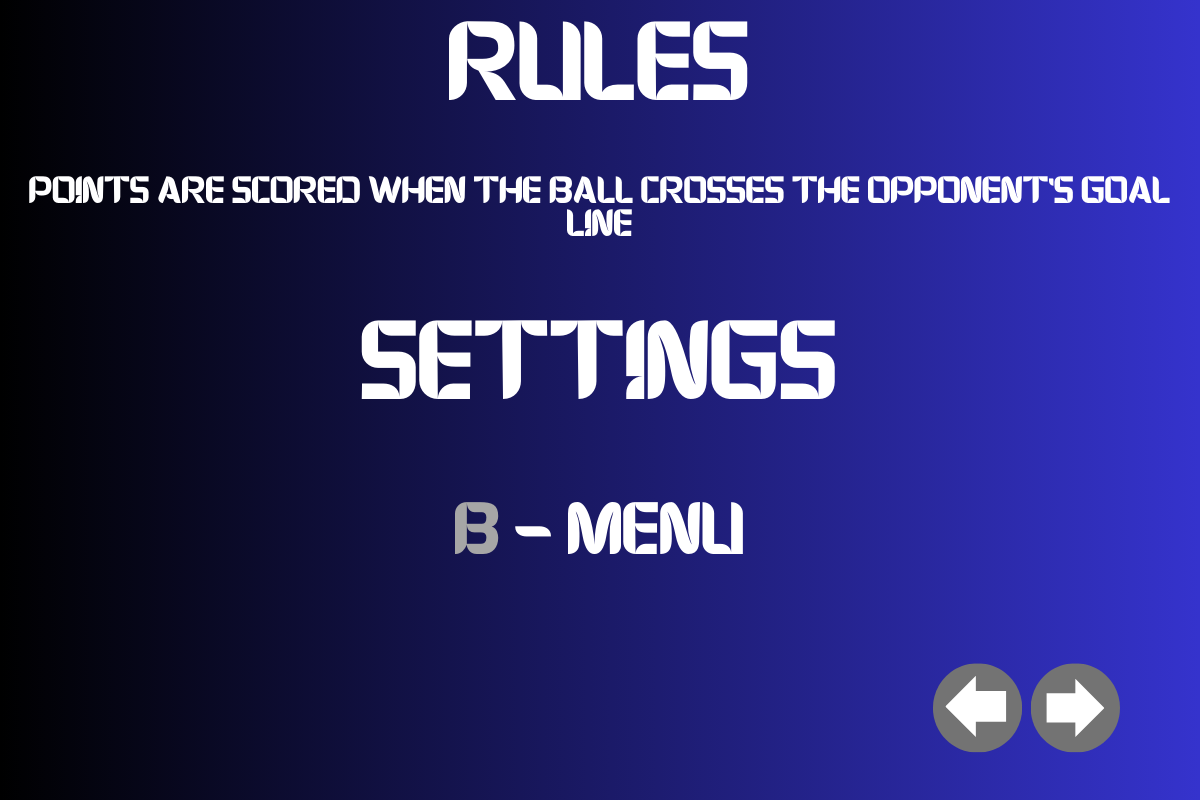 RULES
POINTS ARE SCORED WHEN THE BALL CROSSES THE OPPONENT'S GOAL
LINE
SETTINGS
B - MENU